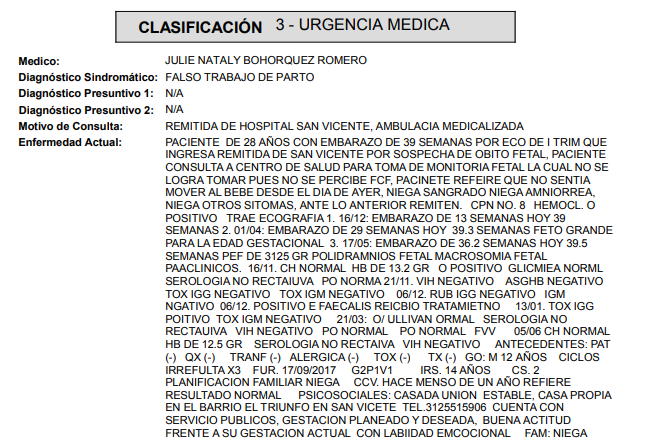 CLASIFICACIÓN 3 - URGENCIA MEDICA
Medico: JULIE NATALY BOHORQUEZ ROMERO
Diagnóstico Sindromático: FALSO TRABAJO DE PARTO
Diagnóstico Presuntivo 1: N/A
Diagnóstico Presuntivo 2: N/A
Motivo de Consulta: REMITIDA DE HOSPITAL SAN VICENTE, AMBULACIA MEDICALIZADA
Enfermedad Actual: PACIENTE DE 28 AÑOS CON EMBARAZO DE 39 SEMANAS POR ECO DE I TRIM QUE
INGRESA REMITIDA DE SAN VICENTE POR SOSPECHA DE OBITO FETAL, PACIENTE
CONSULTA A CENTRO DE SALUD PARA TOMA DE MONITORIA FETAL LA CUAL NO SE
LOGRA TOMAR PUES NO SE PERCIBE FCF, PACINETE REFEIRE QUE NO SENTIA
MOVER AL BEBE DESDE EL DIA DE AYER, NIEGA SANGRADO NIEGA AMNIORREA,
NIEGA OTROS SITOMAS, ANTE LO ANTERIOR REMITEN. CPN NO. 8 HEMOCL. O
POSITIVO TRAE ECOGRAFIA 1. 16/12: EMBARAZO DE 13 SEMANAS HOY 39
SEMANAS 2. 01/04: EMBARAZO DE 29 SEMANAS HOY 39.3 SEMANAS FETO GRANDE
PARA LA EDAD GESTACIONAL 3. 17/05: EMBARAZO DE 36.2 SEMANAS HOY 39.5
SEMANAS PEF DE 3125 GR POLIDRAMNIOS FETAL MACROSOMIA FETAL
PAACLINICOS. 16/11. CH NORMAL HB DE 13.2 GR O POSITIVO GLICMIEA NORML
SEROLOGIA NO RECTAIUVA PO NORMA 21/11. VIH NEGATIVO ASGHB NEGATIVO
TOX IGG NEGATIVO TOX IGM NEGATIVO 06/12. RUB IGG NEGATIVO IGM
NGATIVO 06/12. POSITIVO E FAECALIS REICBIO TRATAMIETNO 13/01. TOX IGG
POITIVO TOX IGM NEGATIVO 21/03: O/ ULLIVAN ORMAL SEROLOGIA NO
RECTAUIVA VIH NEGATIVO PO NORMAL PO NORMAL FVV 05/06 CH NORMAL
HB DE 12.5 GR SEROLOGIA NO RECTAIVA VIH NEGATIVO ANTECEDENTES: PAT
(-) QX (-) TRANF (-) ALERGICA (-) TOX (-) TX (-) GO: M 12 AÑOS CICLOS
IRREFULTA X3 FUR. 17/09/2017 G2P1V1 IRS. 14 AÑOS CS. 2
PLANIFICACION FAMILIAR NIEGA CCV. HACE MENSO DE UN AÑO REFIERE
RESULTADO NORMAL PSICOSOCIALES: CASADA UNION ESTABLE, CASA PROPIA
EN EL BARRIO EL TRIUNFO EN SAN VICETE TEL.3125515906 CUENTA CON
SERVICIO PUBLICOS, GESTACION PLANEADO Y DESEADA, BUENA ACTITUD
FRENTE A SU GESTACION ACTUAL CON LABIIDAD EMCOCIONAL FAM: NIEGA